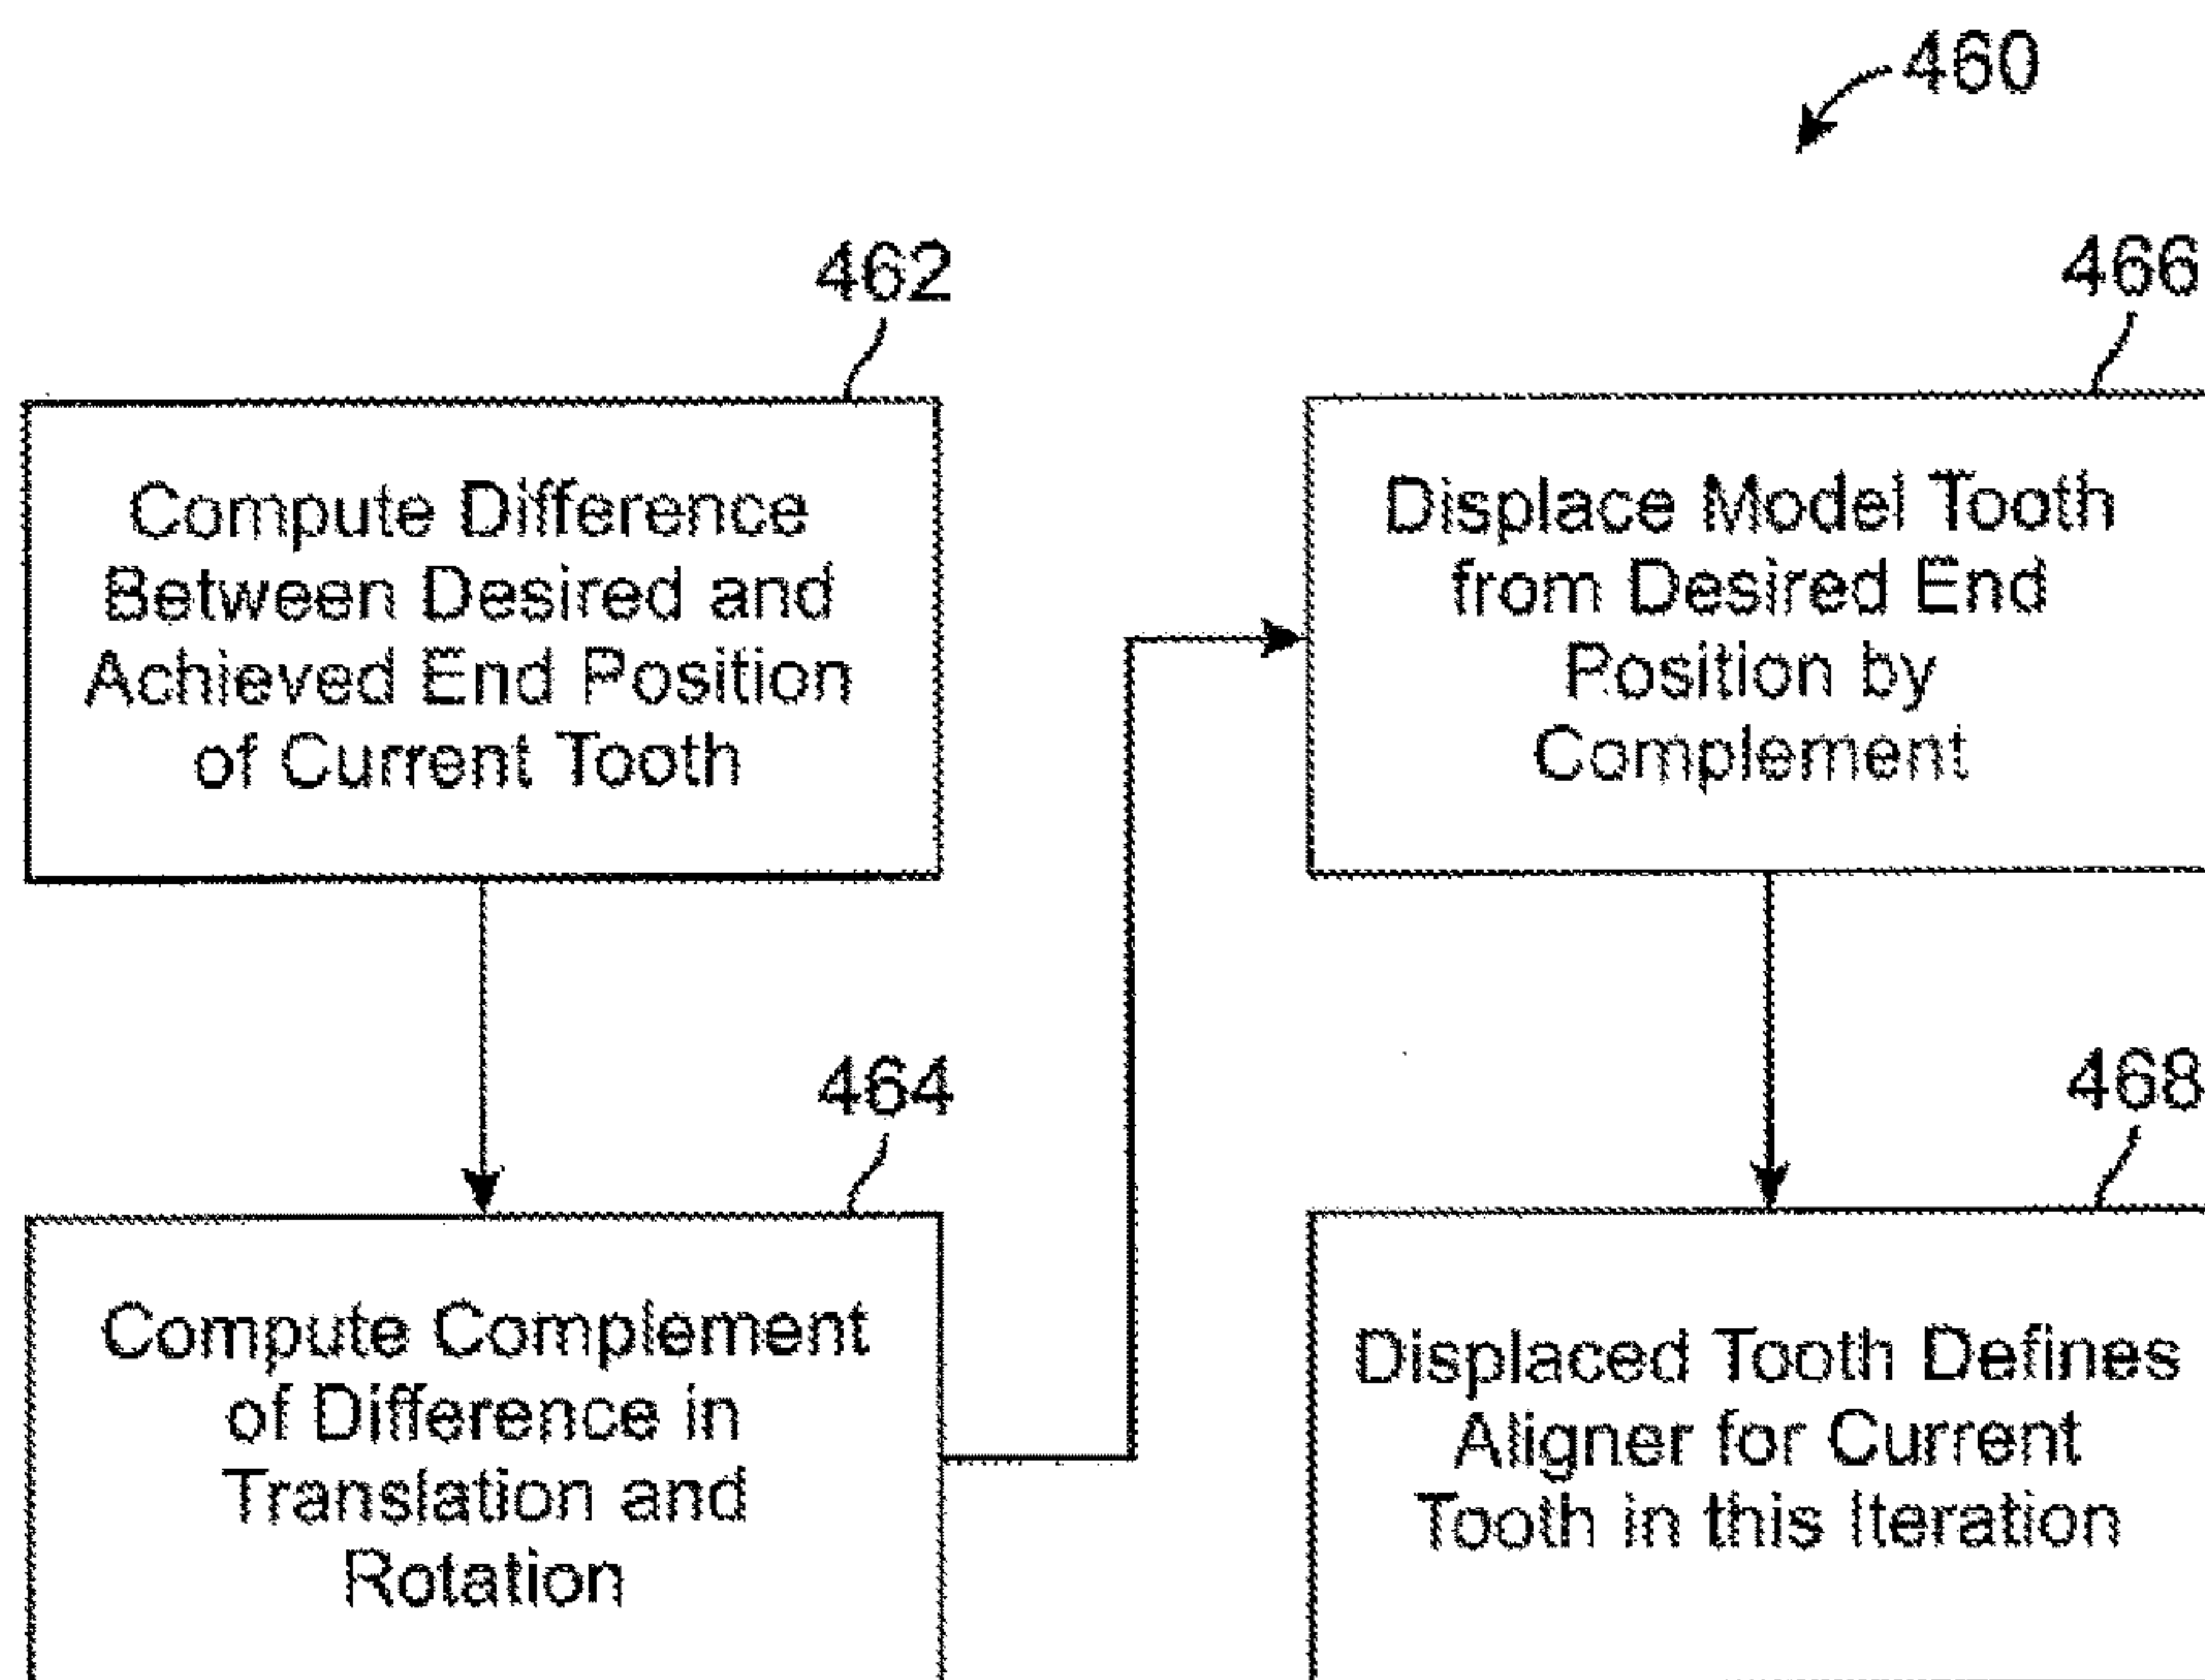 460
462
Compute Difference
Between Desired and
Achieved End Position
of Current Tooth
464
Compute Complement
of Difference in
Translation and
Rotation
466
Displace Model Tooth
from Desired End
Position by
Complement
468
Displaced Tooth Defines
Aligner for Current
Tooth in this Iteration